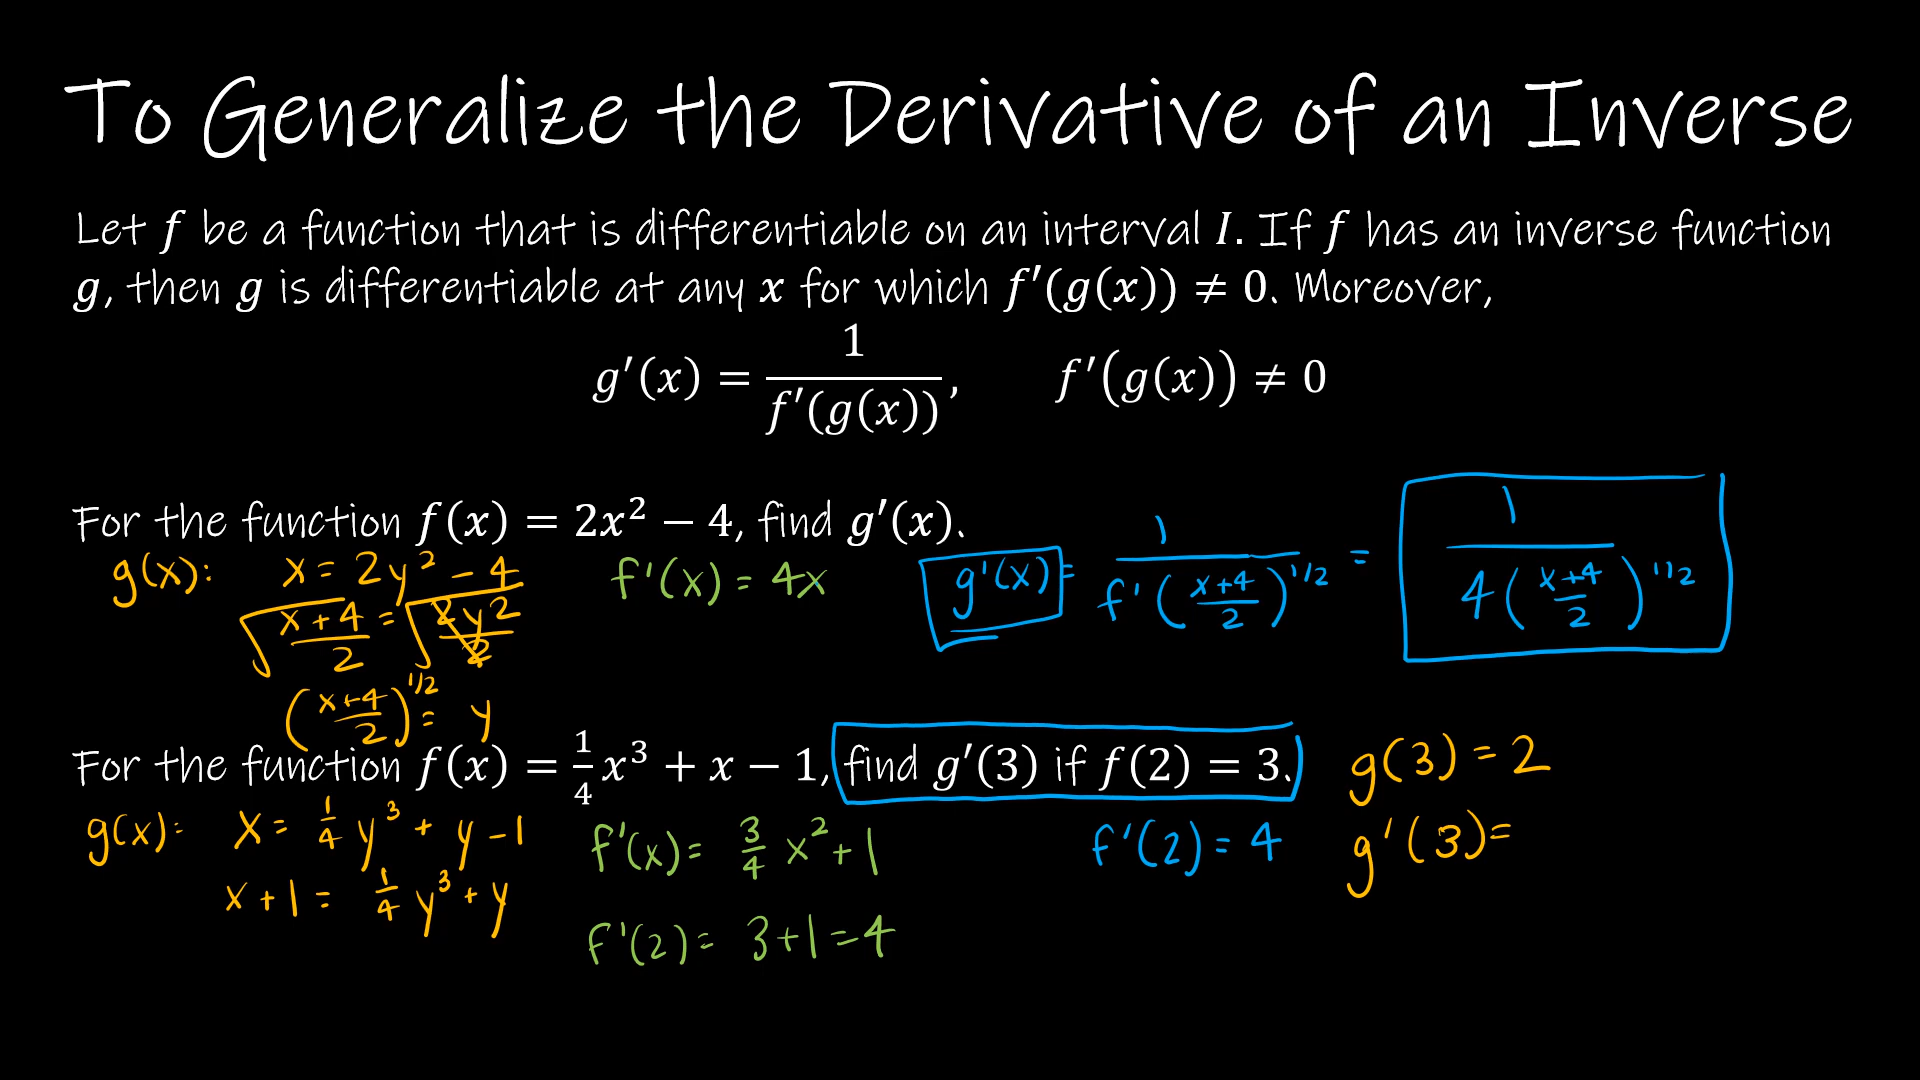 To Generalize the Derivative of an Inverse
Let f be a function that is differentiable on an interval I. If f has an inverse function
g, then g is differentiable at any x for which f′(g(x)) ≠ 0. Moreover,
g′(x) = 1/f′(g(x)), f′(g(x)) ≠ 0
For the function f(x) = 2x² − 4, find g′(x).
g(x): x = 2y² − 4
√((x+4)/2) = √(2y²/2)
((x+4)/2)^1/2 = y
f'(x) = 4x
g'(x) = 1/f'((x+4)/2)^1/2 = 1/4((x+4)/2)^1/2
For the function f(x) = ¼x³ + x − 1, find g′(3) if f(2) = 3.
g(x): x = ¼ y³ + y − 1
x + 1 = ¼ y³ + y
f'(x) = ¾ x² + 1
f'(2) = 3+1 = 4
f'(2) = 4
g(3) = 2
g'(3) =